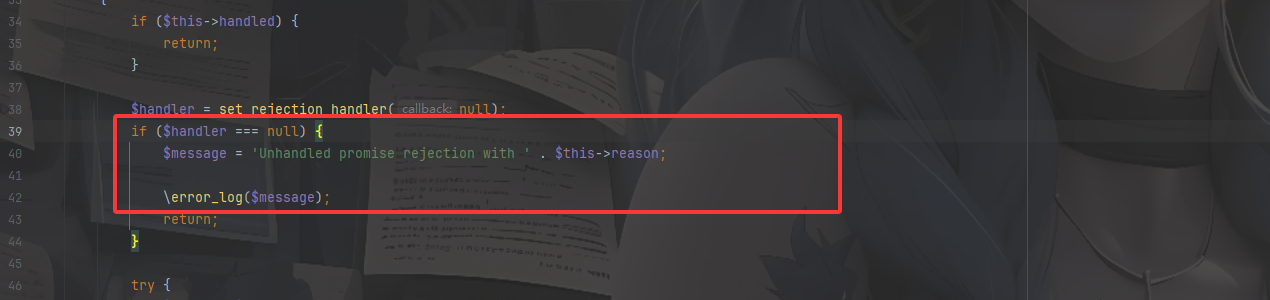 34 if ($this->handled) {
35 return;
36 }
37
38 $handler = set_rejection_handler( callback: null);
39 if ($handler === null) {
40 $message = 'Unhandled promise rejection with ' . $this->reason;
41
42 \error_log($message);
43 return;
44 }
45
46 try {